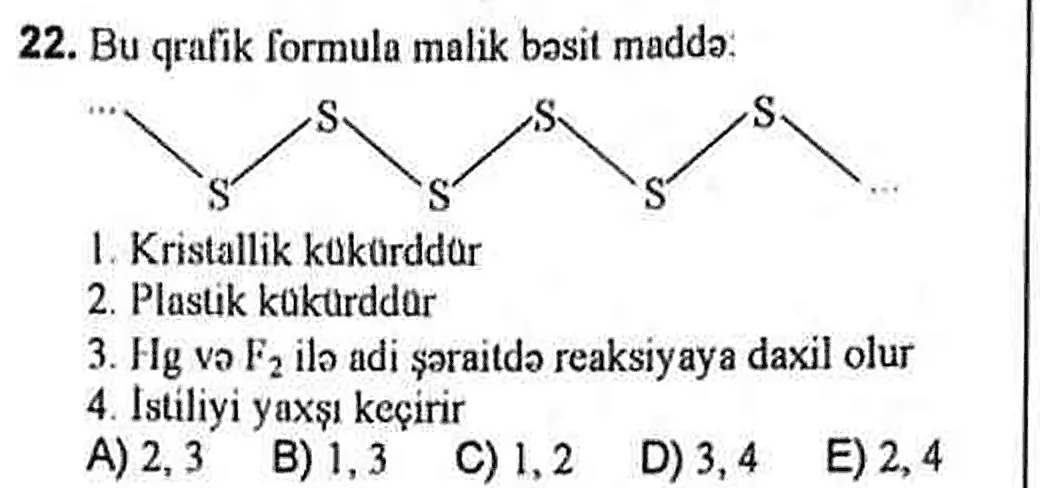 22. Bu qrafik formula malik bəsit maddə:
... S S S S S S ...
1. Kristallik kükürddür
2. Plastik kükürddür
3. Hg və F₂ ilə adi şəraitdə reaksiyaya daxil olur
4. İstiliyi yaxşı keçirir
A) 2, 3 B) 1, 3 C) 1, 2 D) 3, 4 E) 2, 4